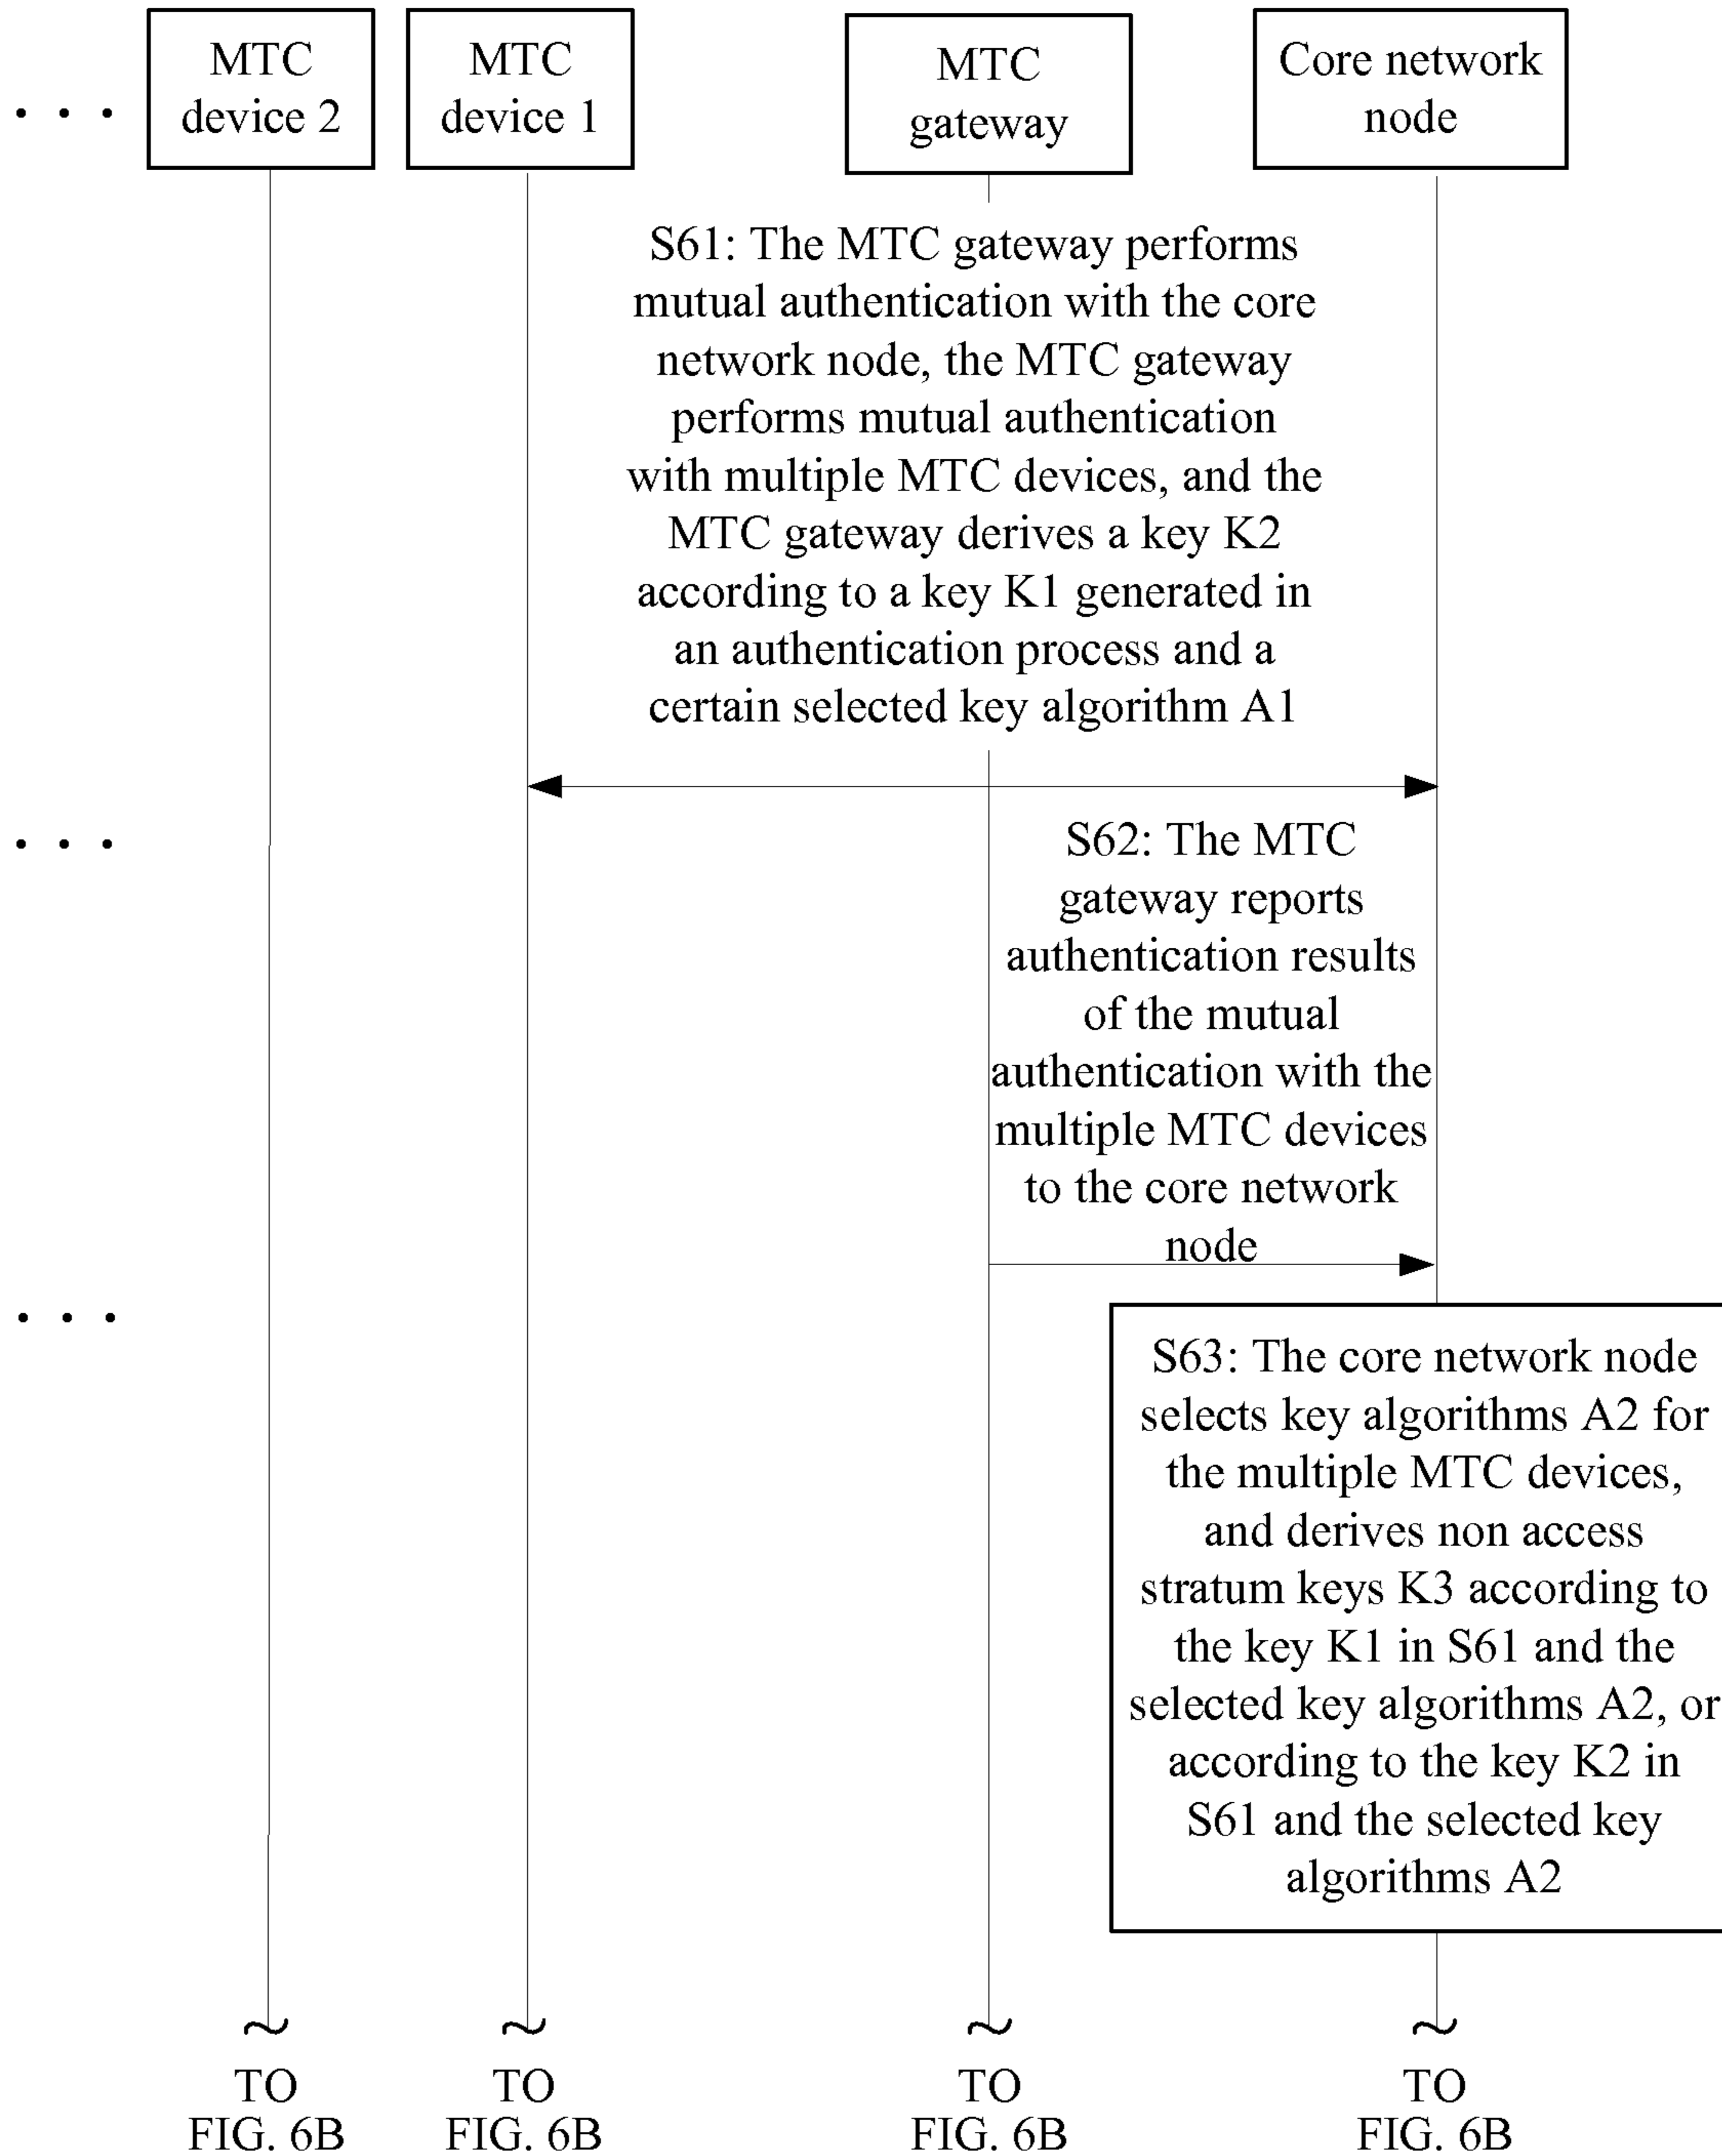 MTC
device 2
MTC
device 1
MTC
gateway
Core network
node
S61: The MTC gateway performs
mutual authentication with the core
network node, the MTC gateway
performs mutual authentication
with multiple MTC devices, and the
MTC gateway derives a key K2
according to a key K1 generated in
an authentication process and a
certain selected key algorithm A1
S62: The MTC
gateway reports
authentication results
of the mutual
authentication with the
multiple MTC devices
to the core network
node
S63: The core network node
selects key algorithms A2 for
the multiple MTC devices,
and derives non access
stratum keys K3 according to
the key K1 in S61 and the
selected key algorithms A2, or
according to the key K2 in
S61 and the selected key
algorithms A2
TO
FIG. 6B
TO
FIG. 6B
TO
FIG. 6B
TO
FIG. 6B